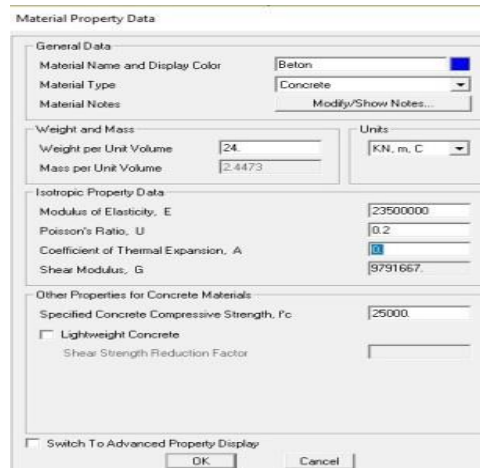 Material Property Data
General Data
Material Name and Display Color Beton
Material Type Concrete
Material Notes Modify/Show Notes...
Weight and Mass
Weight per Unit Volume 24.
Mass per Unit Volume 2.4473
Units
KN, m, C
Isotropic Property Data
Modulus of Elasticity, E 23500000
Poisson's Ratio, U 0.2
Coefficient of Thermal Expansion, A 0.
Shear Modulus, G 9791667.
Other Properties for Concrete Materials
Specified Concrete Compressive Strength, f'c 25000.
Lightweight Concrete
Shear Strength Reduction Factor
Switch To Advanced Property Display
OK Cancel